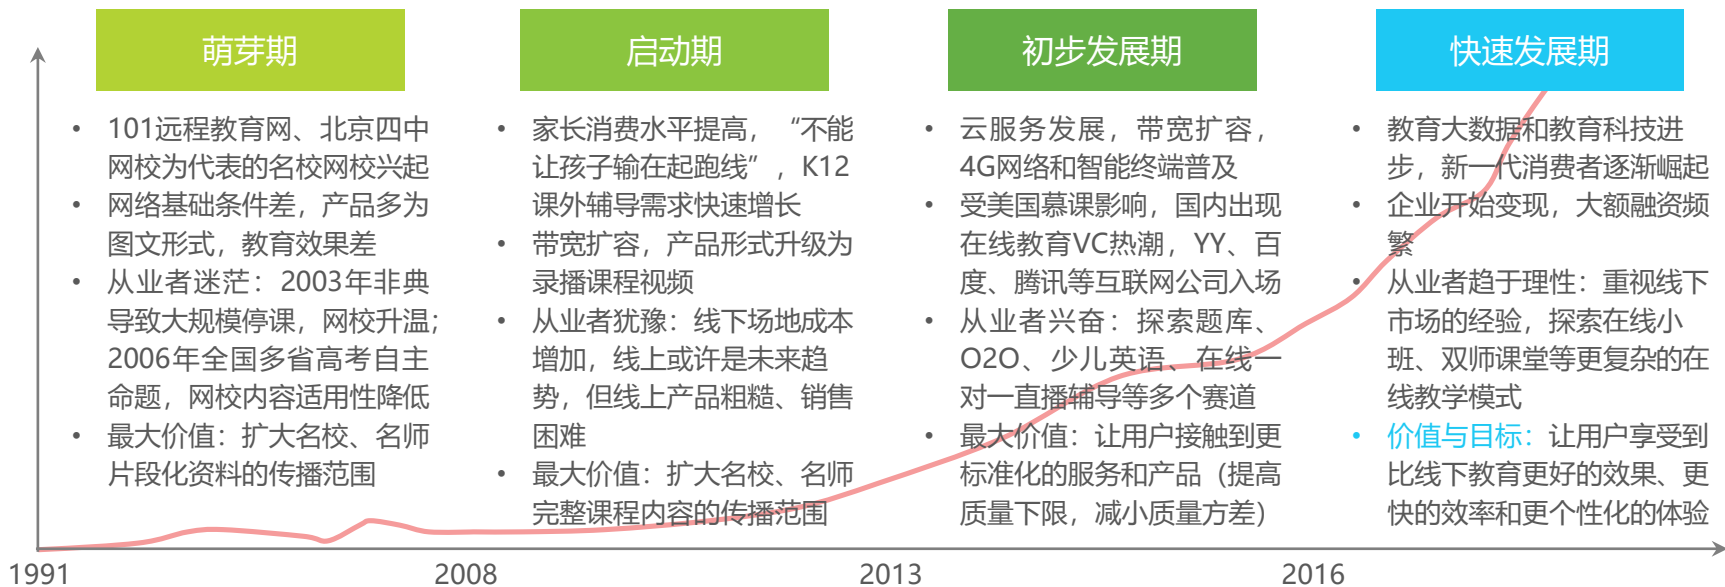 萌芽期
• 101远程教育网、北京四中
网校为代表的名校网校兴起
• 网络基础条件差，产品多为
图文形式，教育效果差
• 从业者迷茫：2003年非典
导致大规模停课，网校升温；
2006年全国多省高考自主
命题，网校内容适用性降低
• 最大价值：扩大名校、名师
片段化资料的传播范围
启动期
• 家长消费水平提高，“不能
让孩子输在起跑线”，K12
课外辅导需求快速增长
• 带宽扩容，产品形式升级为
录播课程视频
• 从业者犹豫：线下场地成本
增加，线上或许是未来趋
势，但线上产品粗糙、销售
困难
• 最大价值：扩大名校、名师
完整课程内容的传播范围
初步发展期
• 云服务发展，带宽扩容，
4G网络和智能终端普及
• 受美国慕课影响，国内出现
在线教育VC热潮，YY、百
度、腾讯等互联网公司入场
• 从业者兴奋：探索题库、
O2O、少儿英语、在线一
对一直播辅导等多个赛道
• 最大价值：让用户接触到更
标准化的服务和产品（提高
质量下限，减小质量方差）
快速发展期
• 教育大数据和教育科技进
步，新一代消费者逐渐崛起
• 企业开始变现，大额融资频
繁
• 从业者趋于理性：重视线下
市场的经验，探索在线小
班、双师课堂等更复杂的在
线教学模式
• 价值与目标：让用户享受到
比线下教育更好的效果、更
快的效率和更个性化的体验
1991
2008
2013
2016